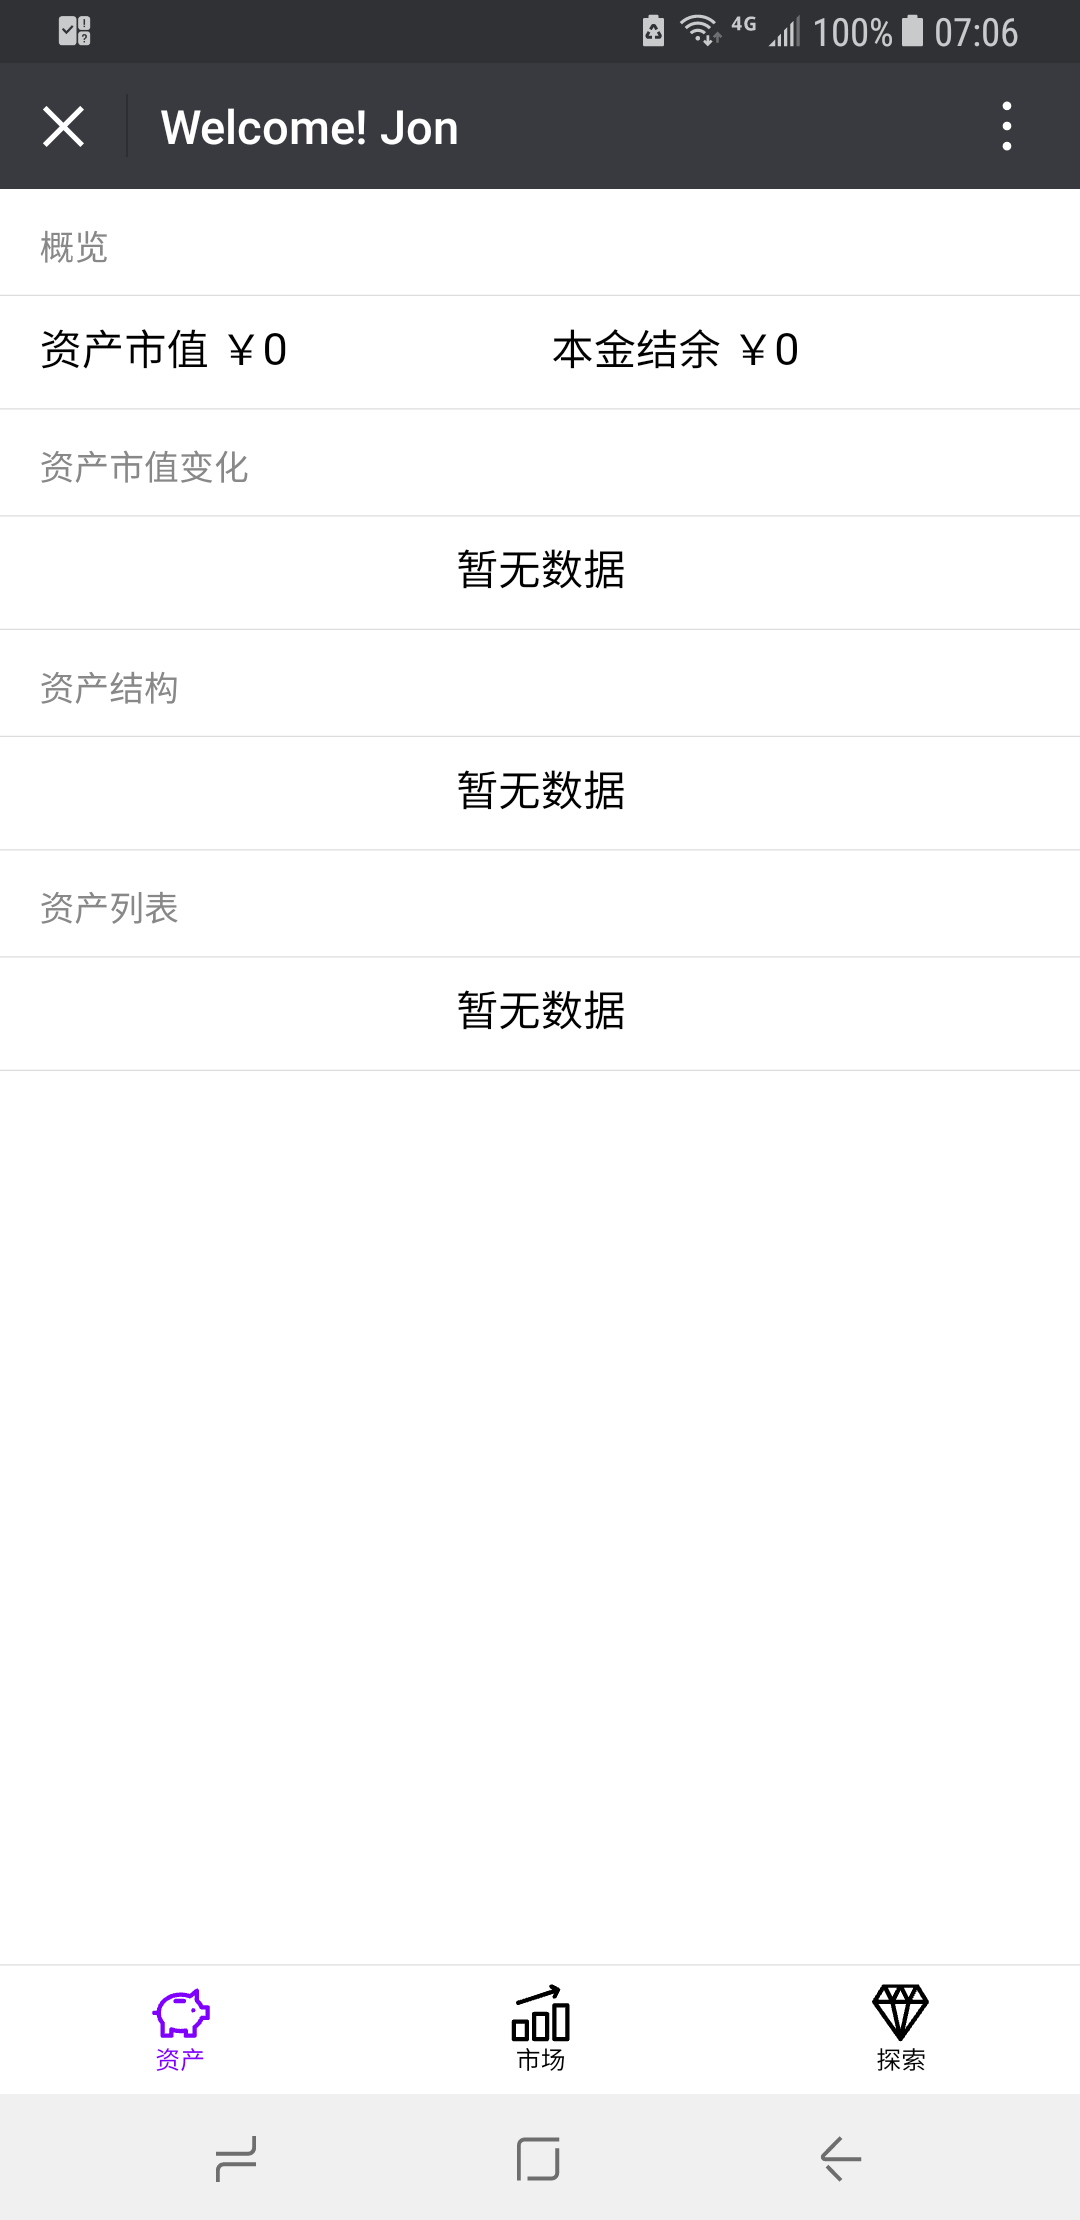 4G 100% 07:06
Welcome! Jon
概览
资产市值 ￥0 本金结余 ￥0
资产市值变化
暂无数据
资产结构
暂无数据
资产列表
暂无数据
资产 市场 探索